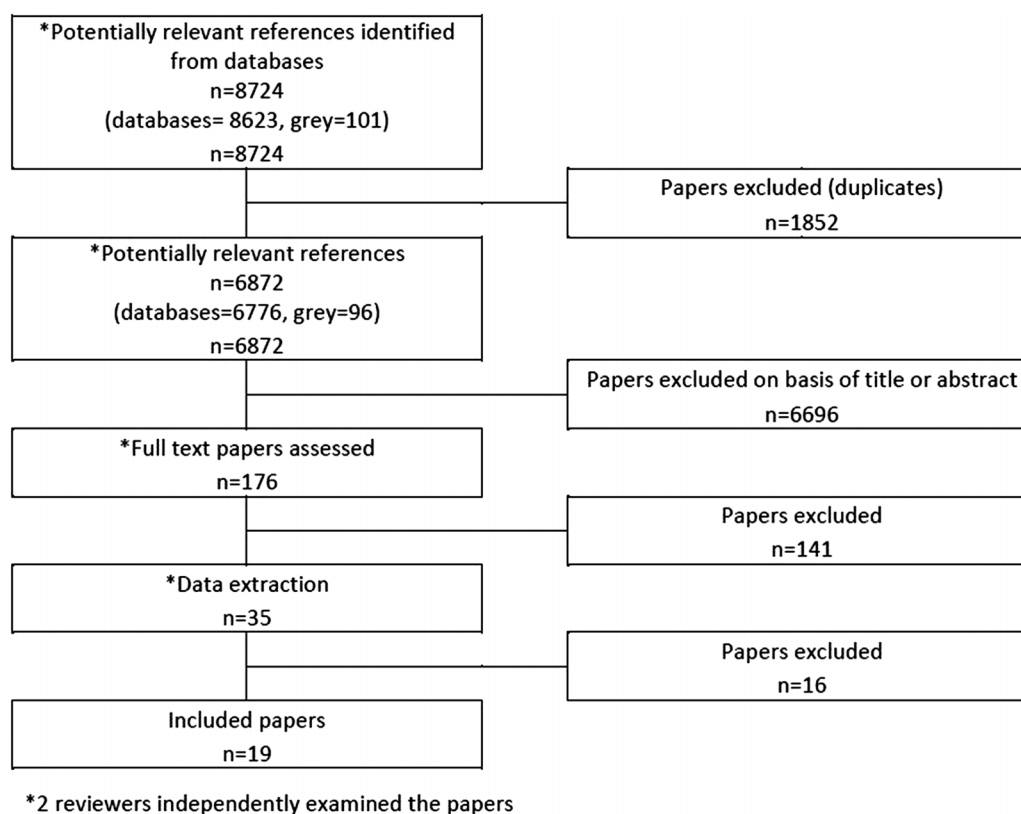 *Potentially relevant references identified
from databases
n=8724
(databases= 8623, grey=101)
n=8724
Papers excluded (duplicates)
n=1852
*Potentially relevant references
n=6872
(databases=6776, grey=96)
n=6872
Papers excluded on basis of title or abstract
n=6696
*Full text papers assessed
n=176
Papers excluded
n=141
*Data extraction
n=35
Papers excluded
n=16
Included papers
n=19
*2 reviewers independently examined the papers